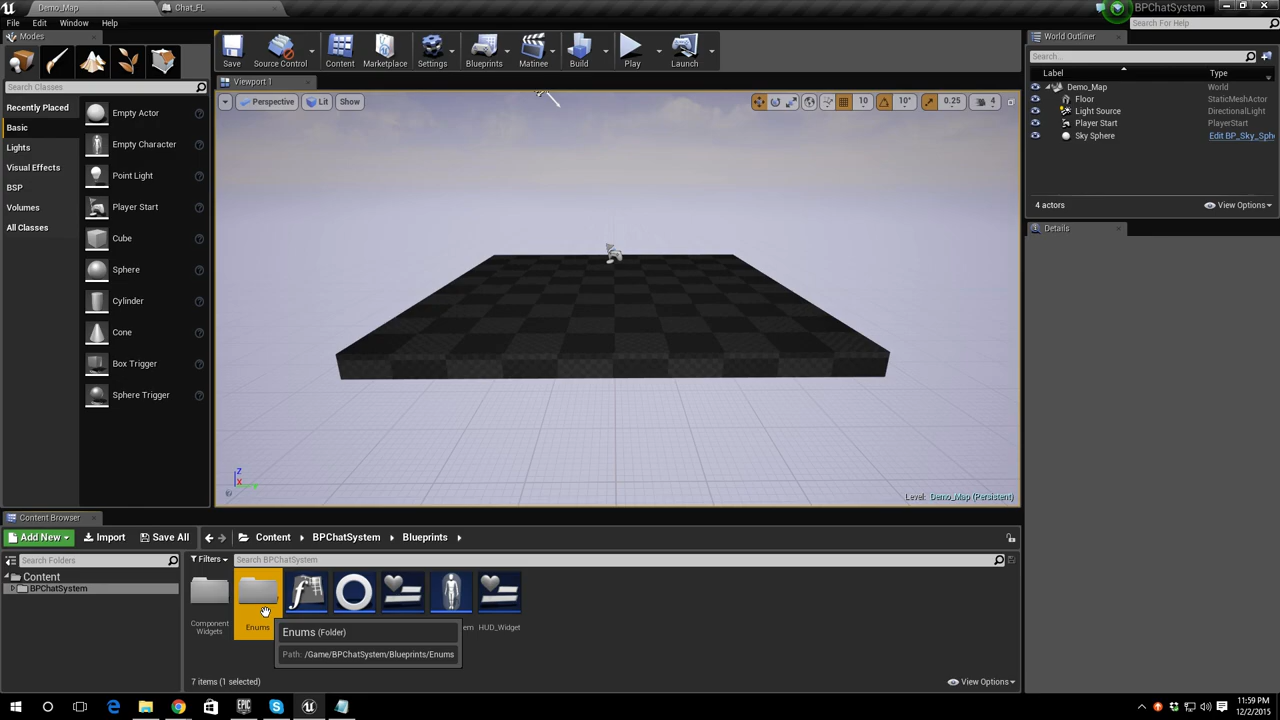 Demo_Map
Chat_FL
BPChatSystem
File
Edit
Window
Help
Search For Help
Modes
Search Classes
Recently Placed
Basic
Lights
Visual Effects
BSP
Volumes
All Classes
Empty Actor
Empty Character
Point Light
Player Start
Cube
Sphere
Cylinder
Cone
Box Trigger
Sphere Trigger
Save
Source Control
Content
Marketplace
Settings
Blueprints
Matinee
Build
Play
Launch
Viewport 1
Perspective
Lit
Show
10
10°
0.25
4
Z
X
Level: Demo_Map (Persistent)
World Outliner
Search...
Label
Type
Demo_Map World
Floor StaticMeshActor
Light Source DirectionalLight
Player Start PlayerStart
Sky Sphere Edit BP_Sky_Sph
4 actors
View Options
Details
Content Browser
Add New
Import
Save All
Content
BPChatSystem
Blueprints
Search Folders
Content
BPChatSystem
Filters
Search BPChatSystem
Component Widgets
Enums
em
HUD_Widget
Enums (Folder)
Path: /Game/BPChatSystem/Blueprints/Enums
7 items (1 selected)
View Options
EPIC
11:59 PM
12/2/2015